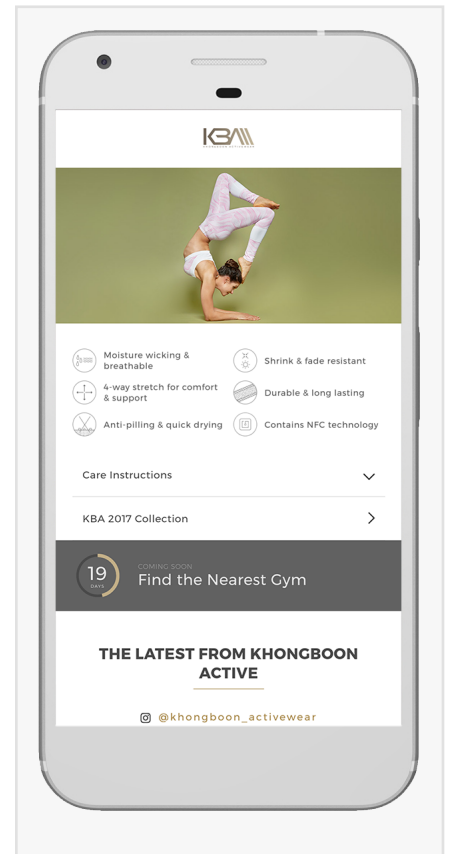 KBA
KHONGBOON ACTIVEWEAR
Moisture wicking &
breathable
Shrink & fade resistant
4-way stretch for comfort
& support
Durable & long lasting
Anti-pilling & quick drying
Contains NFC technology
Care Instructions
KBA 2017 Collection
19
DAYS
COMING SOON
Find the Nearest Gym
THE LATEST FROM KHONGBOON
ACTIVE
@khongboon_activewear